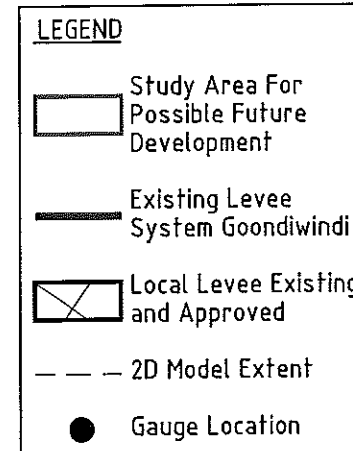 LEGEND
Study Area For
Possible Future
Development
Existing Levee
System Goondiwindi
Local Levee Existing
and Approved
2D Model Extent
Gauge Location